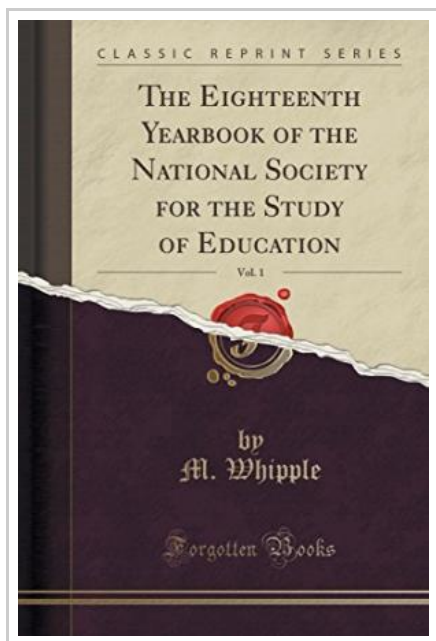 CLASSIC REPRINT SERIES
THE EIGHTEENTH
YEARBOOK OF THE
NATIONAL SOCIETY
FOR THE STUDY
OF EDUCATION
Vol. 1
by
M. Whipple
Forgotten Books